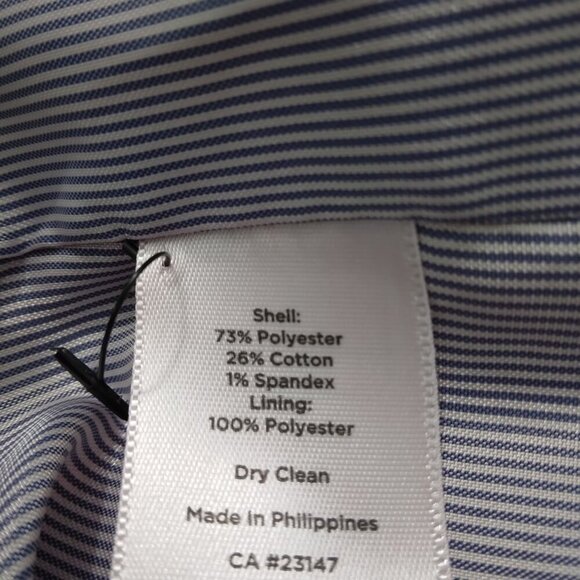 Shell:
73% Polyester
26% Cotton
1% Spandex
Lining:
100% Polyester
Dry Clean
Made In Philippines
CA #23147